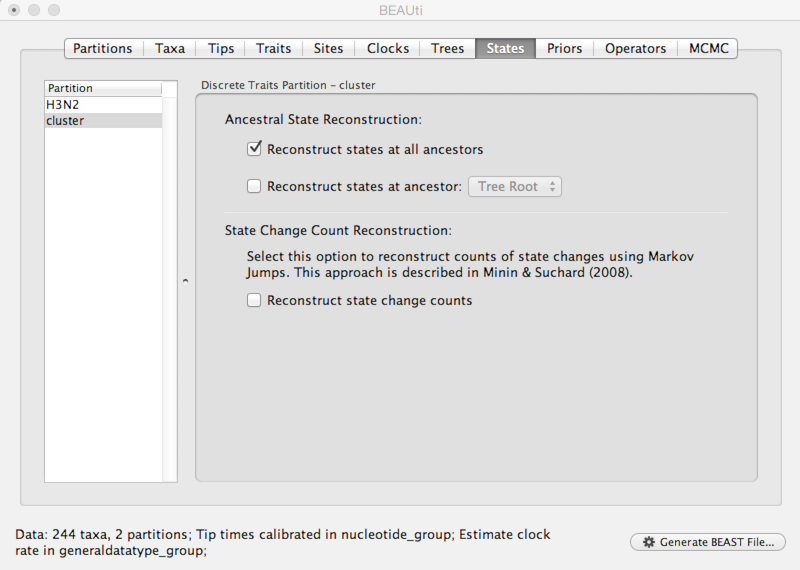 BEAUti
Partitions Taxa Tips Traits Sites Clocks Trees States Priors Operators MCMC
Partition
H3N2
cluster
Discrete Traits Partition – cluster
Ancestral State Reconstruction:
Reconstruct states at all ancestors
Reconstruct states at ancestor: Tree Root
State Change Count Reconstruction:
Select this option to reconstruct counts of state changes using Markov
Jumps. This approach is described in Minin & Suchard (2008).
Reconstruct state change counts
Data: 244 taxa, 2 partitions; Tip times calibrated in nucleotide_group; Estimate clock
rate in generaldatatype_group;
Generate BEAST File...